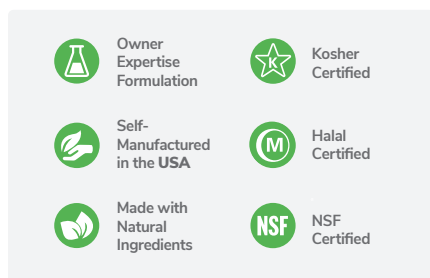 Owner
Expertise
Formulation
K
Kosher
Certified
Self-
Manufactured
in the USA
M
Halal
Certified
Made with
Natural
Ingredients
NSF
NSF
Certified